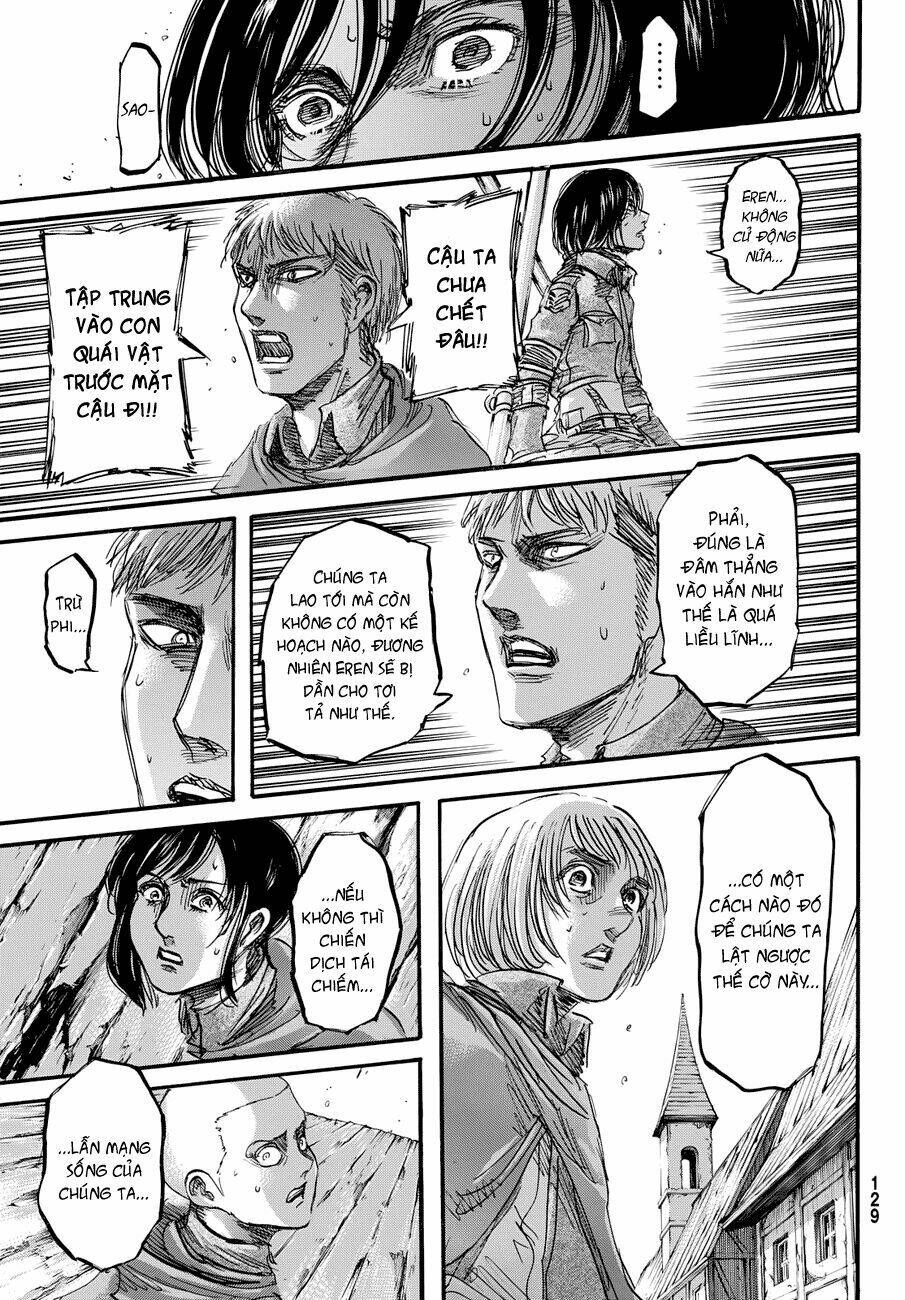 ......
SAO-
EREN...
KHÔNG
CỬ ĐỘNG
NỮA...
CẬU TA
CHƯA
CHẾT
ĐÂU!!
TẬP TRUNG
VÀO CON
QUÁI VẬT
TRƯỚC MẶT
CẬU ĐI!!
PHẢI,
ĐÚNG LÀ
ĐÂM THẲNG
VÀO HẮN NHƯ
THẾ LÀ QUÁ
LIỀU LĨNH...
CHÚNG TA
LAO TỚI MÀ CÒN
KHÔNG CÓ MỘT KẾ
HOẠCH NÀO, ĐƯƠNG
NHIÊN EREN SẼ BỊ
DẦN CHO TƠI
TẢ NHƯ THẾ.
TRỪ
PHI...
...CÓ MỘT
CÁCH NÀO ĐÓ
ĐỂ CHÚNG TA
LẬT NGƯỢC
THẾ CỜ NÀY...
...NẾU
KHÔNG THÌ
CHIẾN
DỊCH TÁI
CHIẾM...
...LẪN MẠNG
SỐNG CỦA
CHÚNG TA...
129